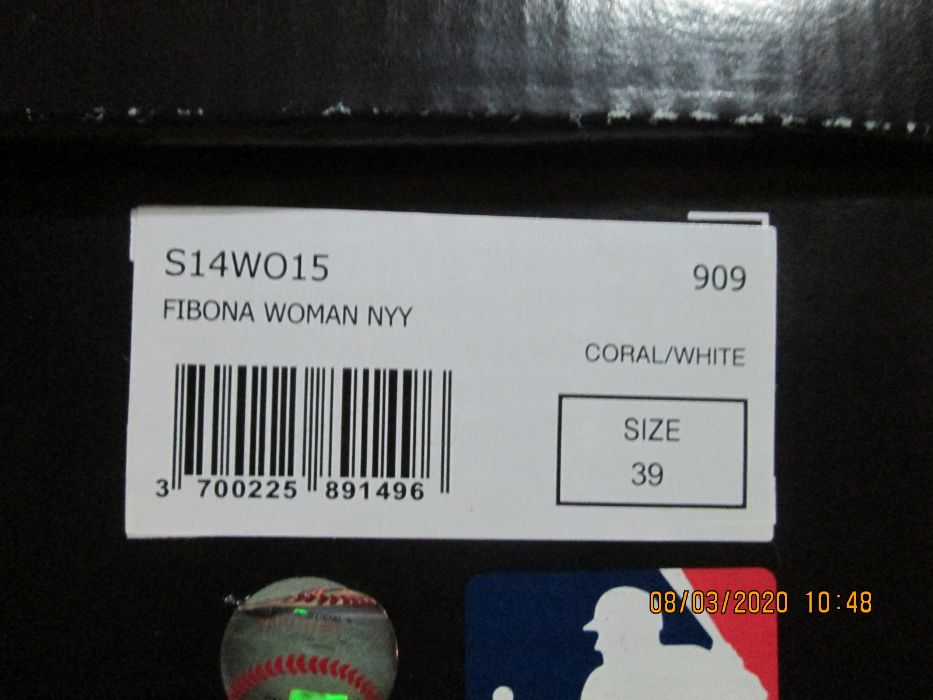 S14WO15
909
FIBONA WOMAN NYY
CORAL/WHITE
SIZE
39
3 700225 891496
08/03/2020 10:48